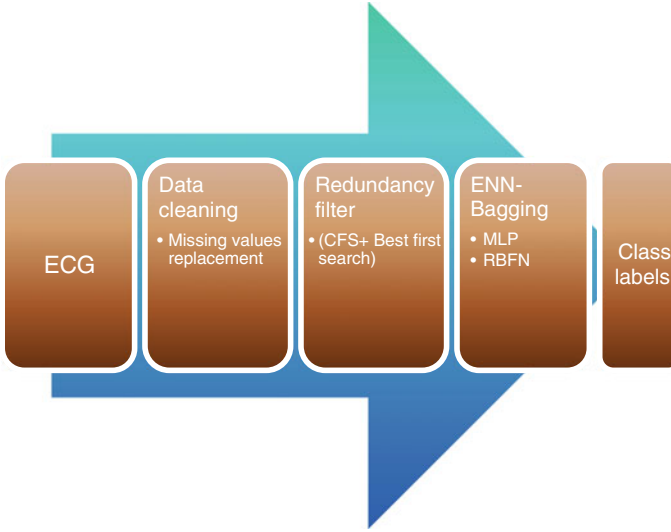 ECG
Data
cleaning
• Missing values
replacement
Redundancy
filter
• (CFS+ Best first
search)
ENN-
Bagging
• MLP
• RBFN
Class
labels